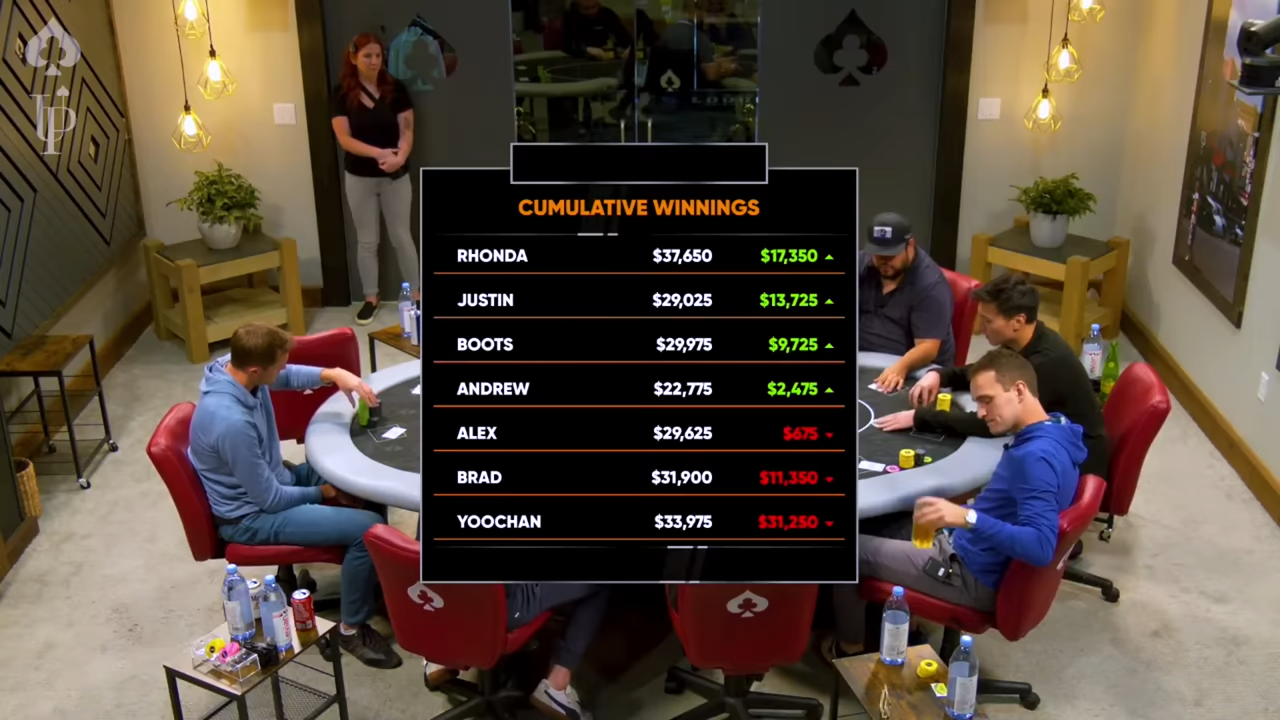 UP
CUMULATIVE WINNINGS
RHONDA $37,650 $17,350
JUSTIN $29,025 $13,725
BOOTS $29,975 $9,725
ANDREW $22,775 $2,475
ALEX $29,625 $675
BRAD $31,900 $11,350
YOOCHAN $33,975 $31,250